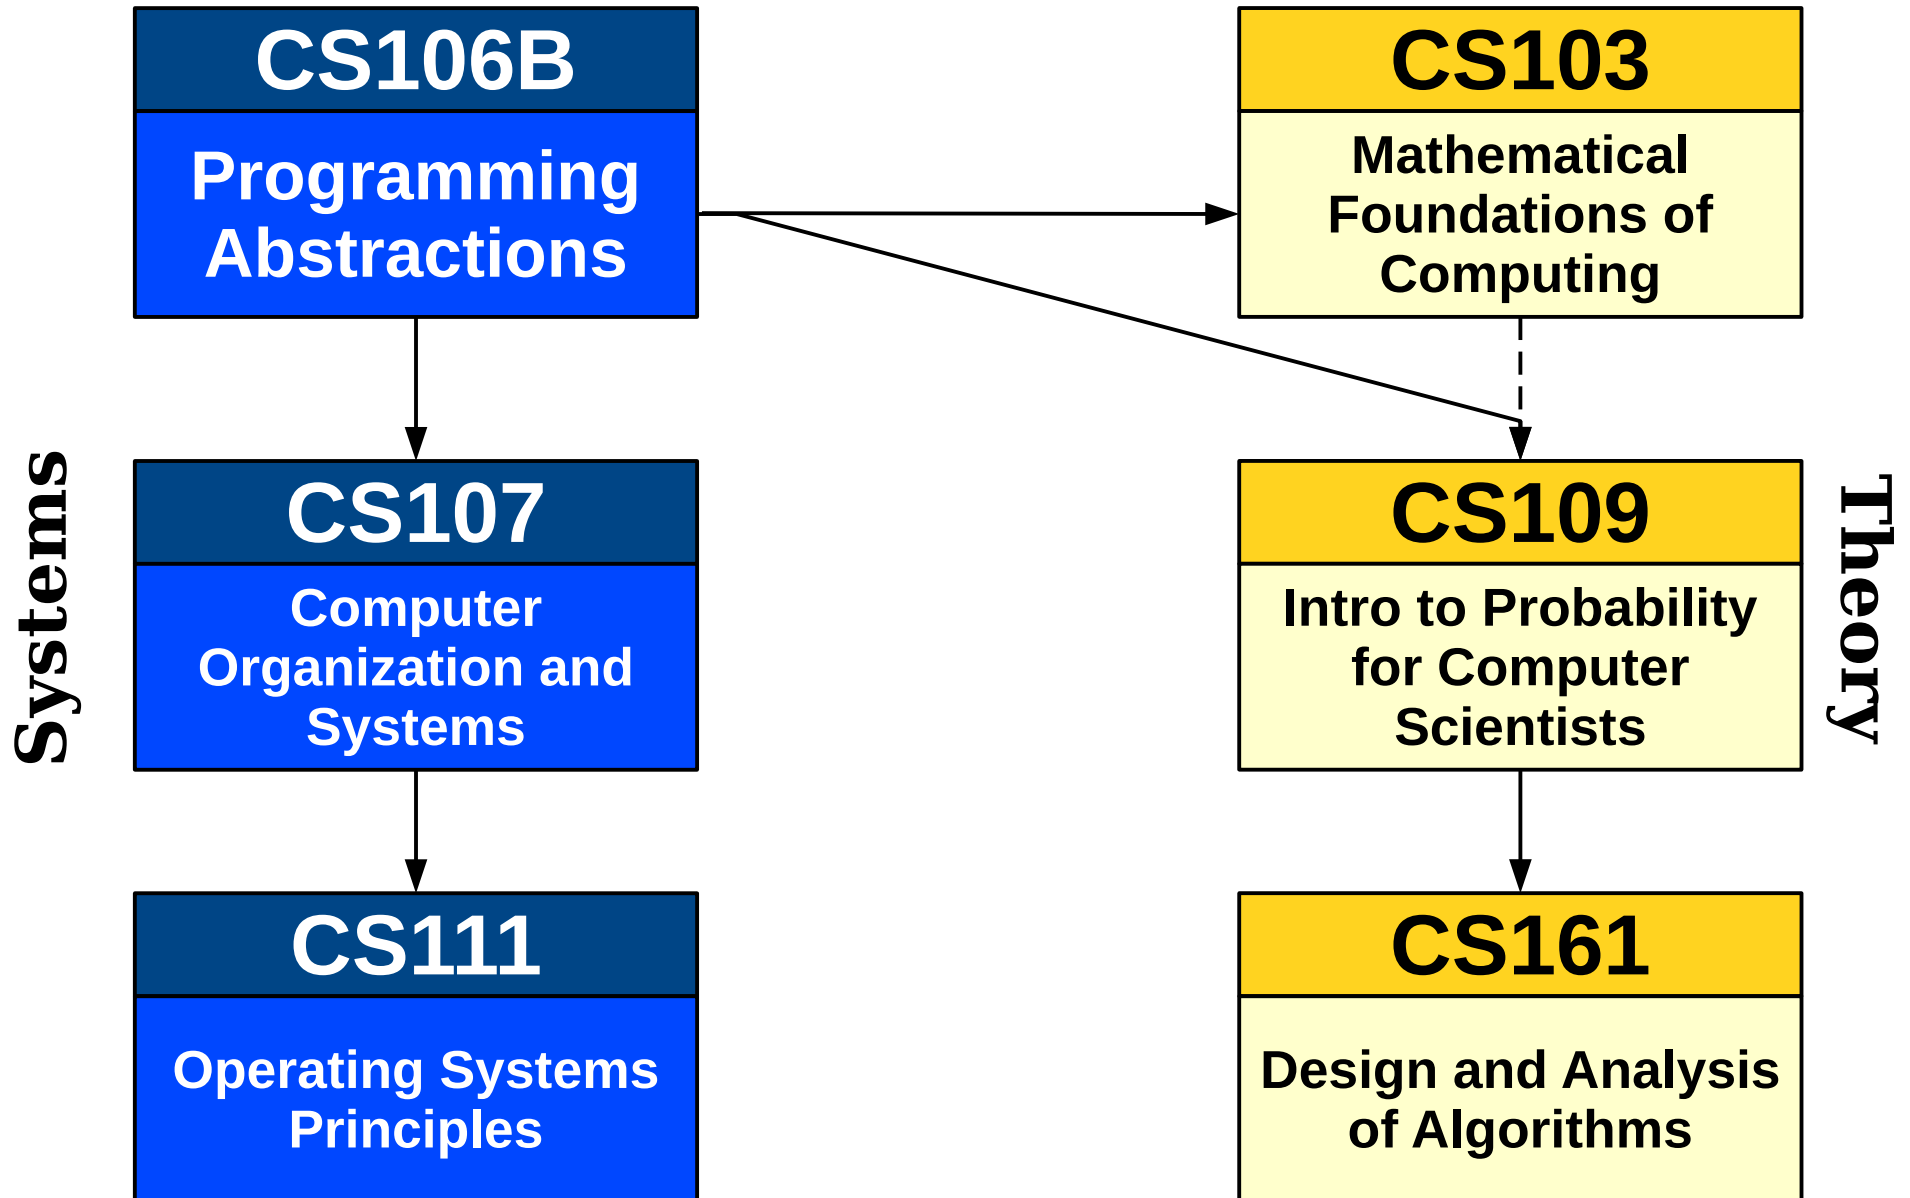 CS106B
Programming
Abstractions
CS103
Mathematical
Foundations of
Computing
Systems
CS107
Computer
Organization and
Systems
CS109
Intro to Probability
for Computer
Scientists
Theory
CS111
Operating Systems
Principles
CS161
Design and Analysis
of Algorithms